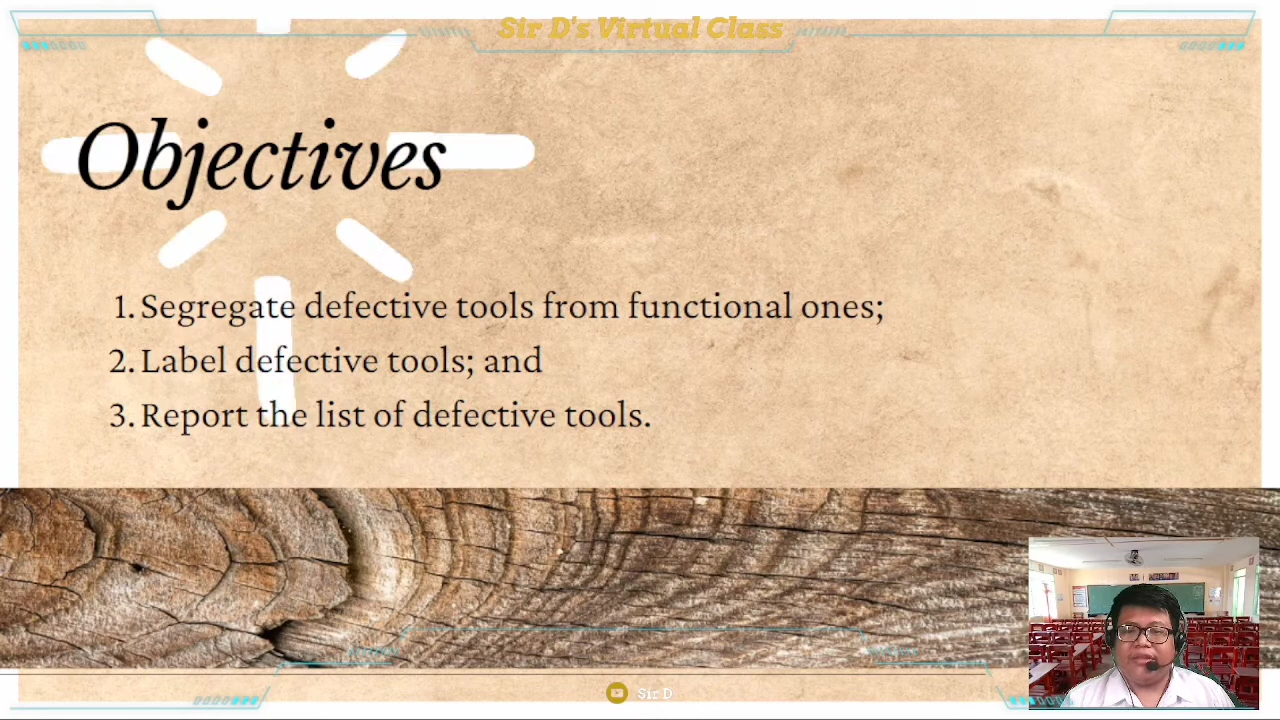 Sir D's Virtual Class
Objectives
1. Segregate defective tools from functional ones;
2. Label defective tools; and
3. Report the list of defective tools.
Sir D